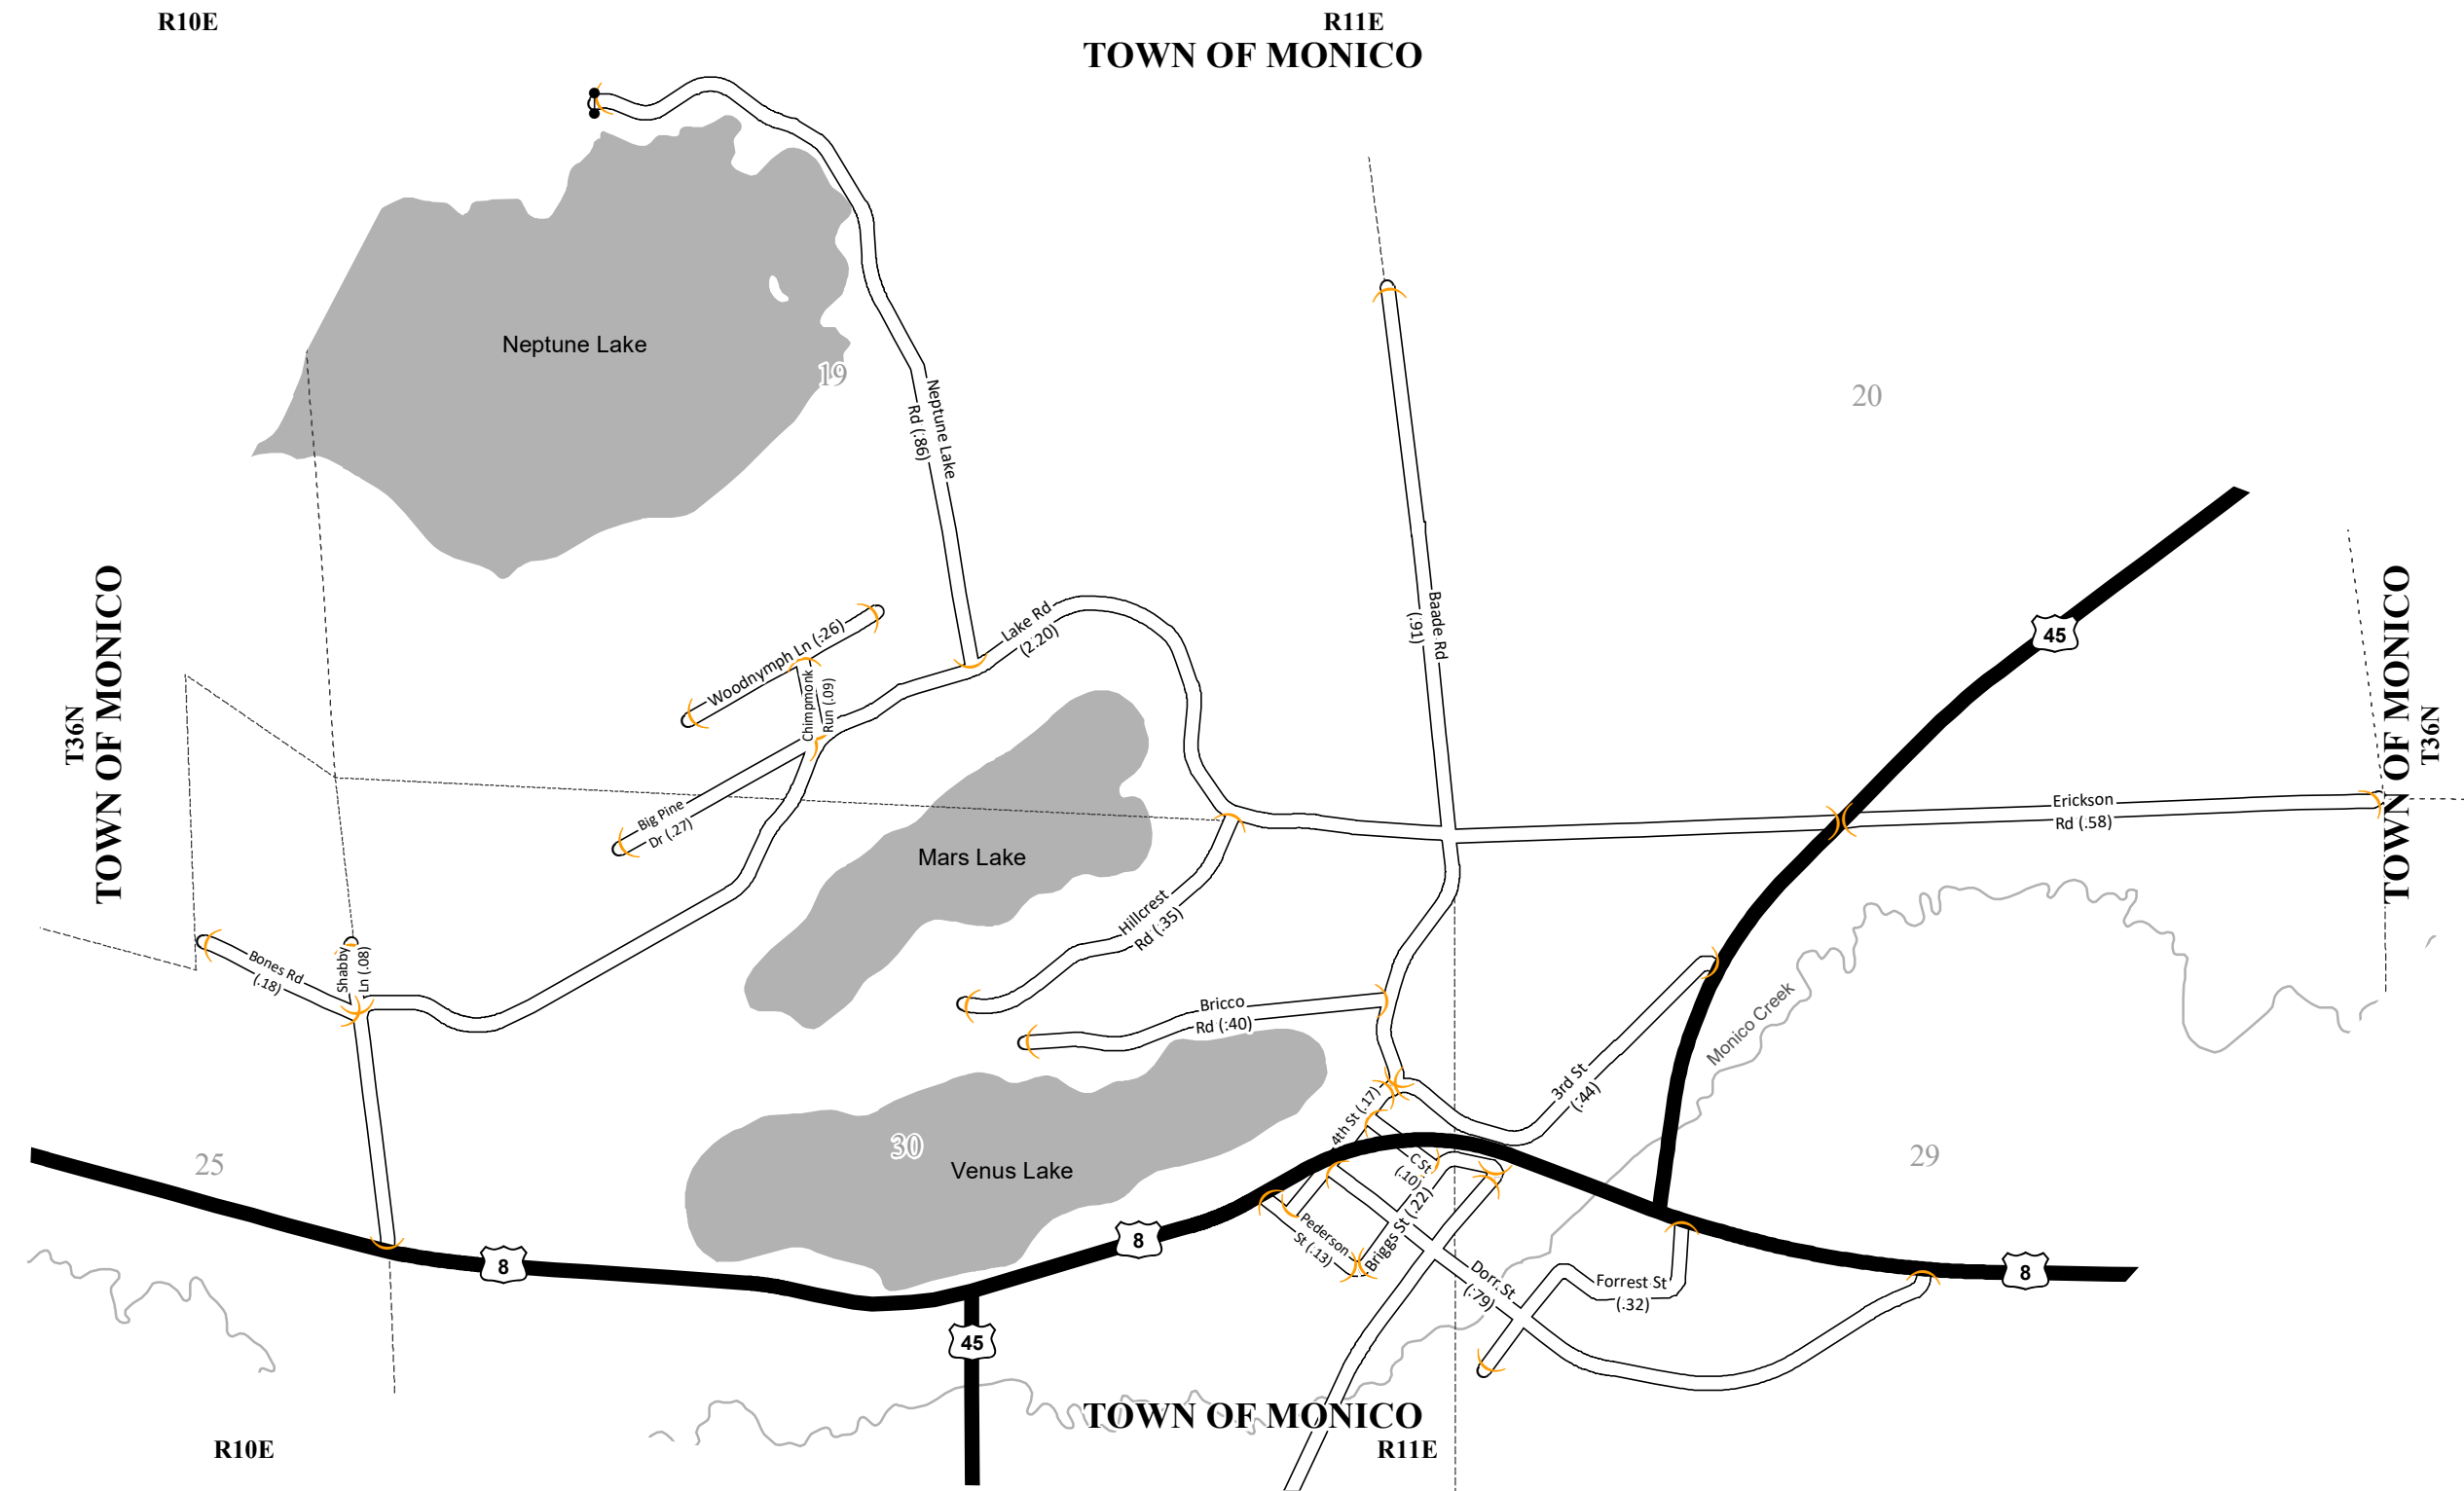 R10E
R11E
TOWN OF MONICO
Neptune Lake
19
20
Neptune Lake
Rd (.86)
45
TOWN OF MONICO
T36N
TOWN OF MONICO
T36N
Lake Rd
(2.20)
Baade Rd
(.91)
Woodnymph Ln (.26)
Chimpmonk
Run (.09)
Big Pine
Dr (.27)
Erickson
Rd (.58)
Mars Lake
Hillcrest
Rd (.35)
Bones Rd
(.18)
Shabby
Ln (.08)
Bricco
Rd (.40)
Monico Creek
3rd St
(.44)
4th St (.17)
30
25
29
Venus Lake
C St
(.10)
Briggs St (.22)
Pederson
St (.13)
8
8
8
Dorr St
(.79)
Forrest St
(.32)
45
TOWN OF MONICO
R10E
R11E